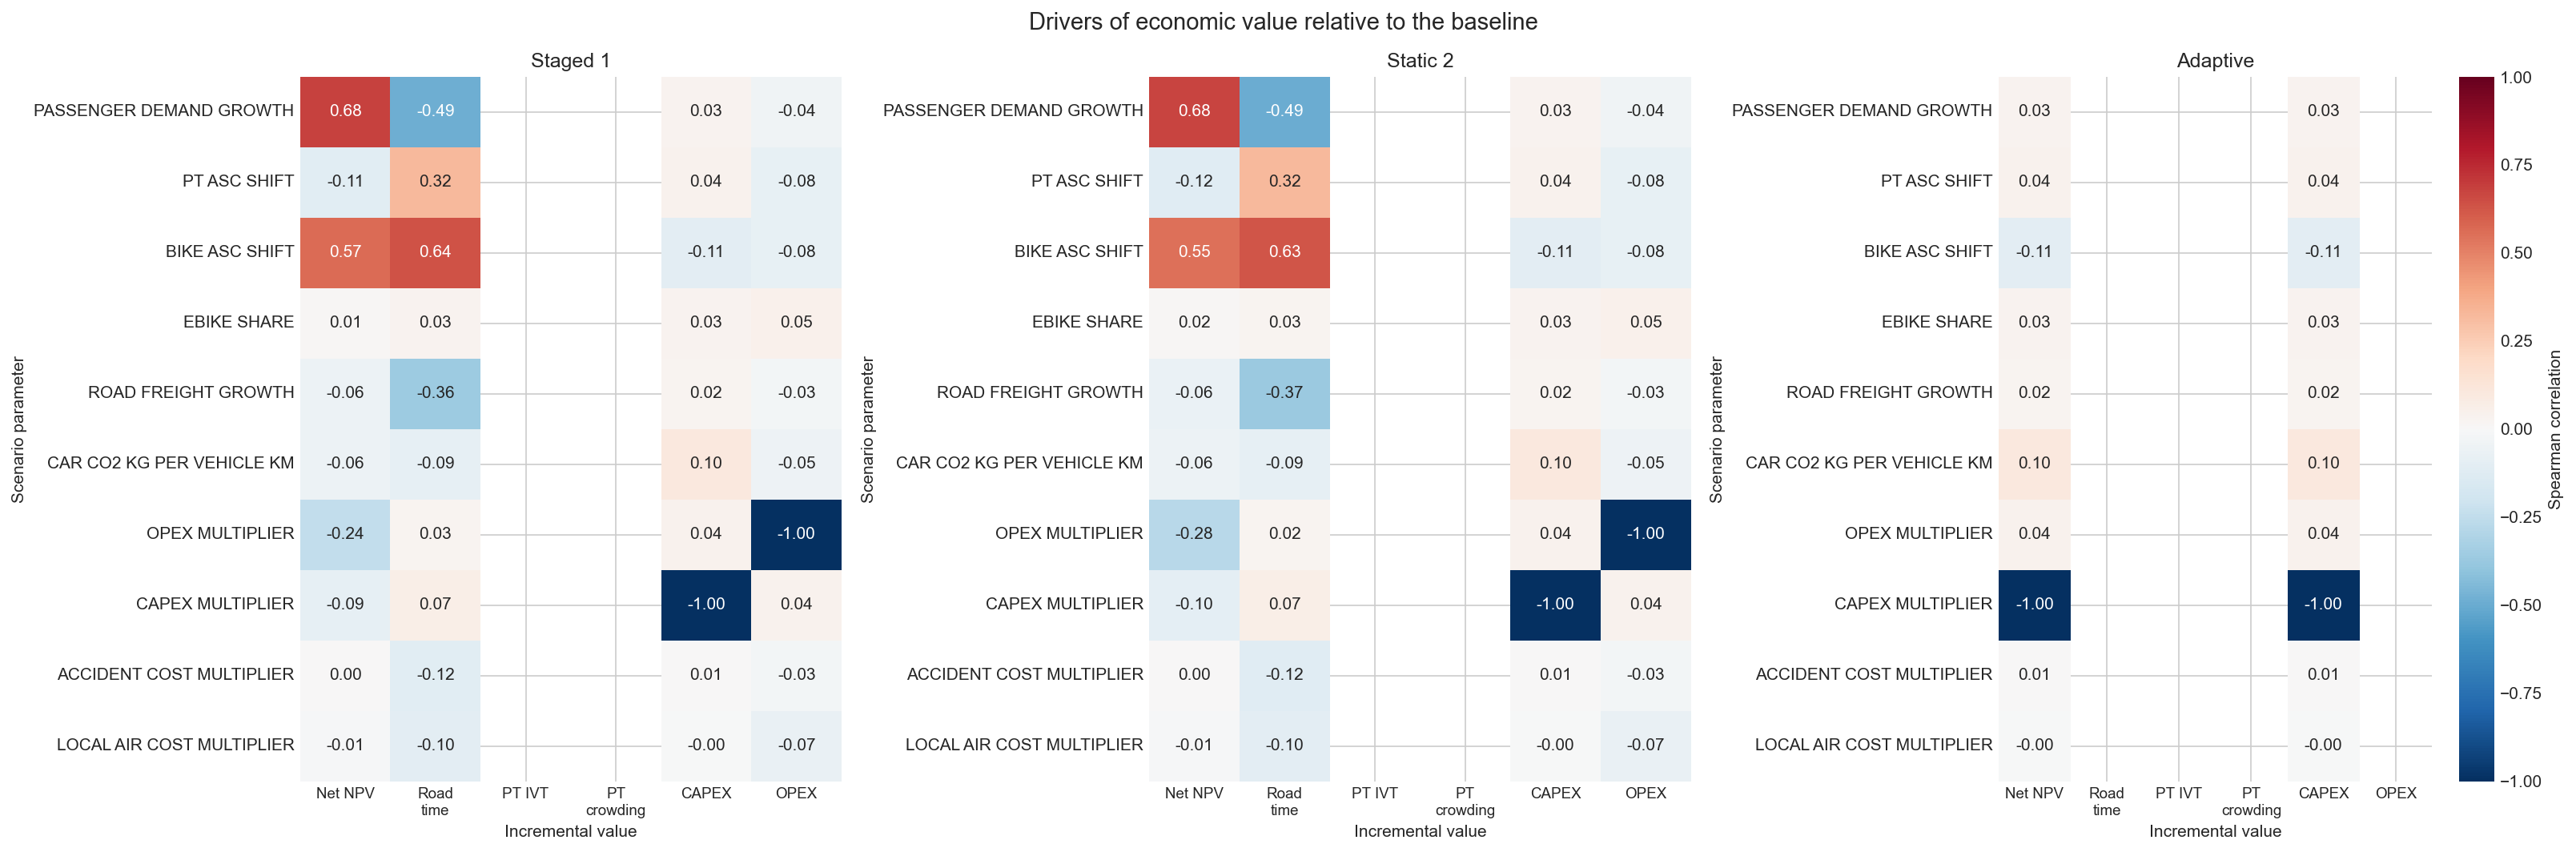 Drivers of economic value relative to the baseline
Staged 1
Scenario parameter
PASSENGER DEMAND GROWTH 0.68 -0.49 0.03 -0.04
PT ASC SHIFT -0.11 0.32 0.04 -0.08
BIKE ASC SHIFT 0.57 0.64 -0.11 -0.08
EBIKE SHARE 0.01 0.03 0.03 0.05
ROAD FREIGHT GROWTH -0.06 -0.36 0.02 -0.03
CAR CO2 KG PER VEHICLE KM -0.06 -0.09 0.10 -0.05
OPEX MULTIPLIER -0.24 0.03 0.04 -1.00
CAPEX MULTIPLIER -0.09 0.07 -1.00 0.04
ACCIDENT COST MULTIPLIER 0.00 -0.12 0.01 -0.03
LOCAL AIR COST MULTIPLIER -0.01 -0.10 -0.00 -0.07
Net NPV Road PT IVT PT CAPEX OPEX
time crowding
Incremental value
Static 2
Scenario parameter
PASSENGER DEMAND GROWTH 0.68 -0.49 0.03 -0.04
PT ASC SHIFT -0.12 0.32 0.04 -0.08
BIKE ASC SHIFT 0.55 0.63 -0.11 -0.08
EBIKE SHARE 0.02 0.03 0.03 0.05
ROAD FREIGHT GROWTH -0.06 -0.37 0.02 -0.03
CAR CO2 KG PER VEHICLE KM -0.06 -0.09 0.10 -0.05
OPEX MULTIPLIER -0.28 0.02 0.04 -1.00
CAPEX MULTIPLIER -0.10 0.07 -1.00 0.04
ACCIDENT COST MULTIPLIER 0.00 -0.12 0.01 -0.03
LOCAL AIR COST MULTIPLIER -0.01 -0.10 -0.00 -0.07
Net NPV Road PT IVT PT CAPEX OPEX
time crowding
Incremental value
Adaptive
Scenario parameter
PASSENGER DEMAND GROWTH 0.03 0.03
PT ASC SHIFT 0.04 0.04
BIKE ASC SHIFT -0.11 -0.11
EBIKE SHARE 0.03 0.03
ROAD FREIGHT GROWTH 0.02 0.02
CAR CO2 KG PER VEHICLE KM 0.10 0.10
OPEX MULTIPLIER 0.04 0.04
CAPEX MULTIPLIER -1.00 -1.00
ACCIDENT COST MULTIPLIER 0.01 0.01
LOCAL AIR COST MULTIPLIER -0.00 -0.00
Net NPV Road PT IVT PT CAPEX OPEX
time crowding
Incremental value
1.00
0.75
0.50
0.25
0.00
−0.25
−0.50
−0.75
−1.00
Spearman correlation